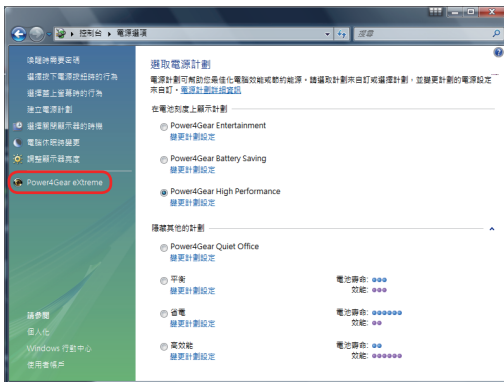 控制台 ▸ 電源選項
搜尋
喚醒時需要密碼
選擇按下電源按鈕時的行為
選擇蓋上螢幕時的行為
建立電源計劃
選擇關閉顯示器的時機
電腦休眠時變更
調整顯示器亮度
Power4Gear eXtreme
請參閱
個人化
Windows 行動中心
使用者帳戶
選取電源計劃
電源計劃可幫助您最佳化電腦效能或節約能源。請選取計劃來自訂或選擇計劃，並變更計劃的電源設定
來自訂。電源計劃詳細資訊
在電池刻度上顯示計劃
Power4Gear Entertainment
變更計劃設定
Power4Gear Battery Saving
變更計劃設定
Power4Gear High Performance
變更計劃設定
隱藏其他的計劃
Power4Gear Quiet Office
變更計劃設定
平衡 電池壽命:
變更計劃設定 效能:
省電 電池壽命:
變更計劃設定 效能:
高效能 電池壽命:
變更計劃設定 效能: